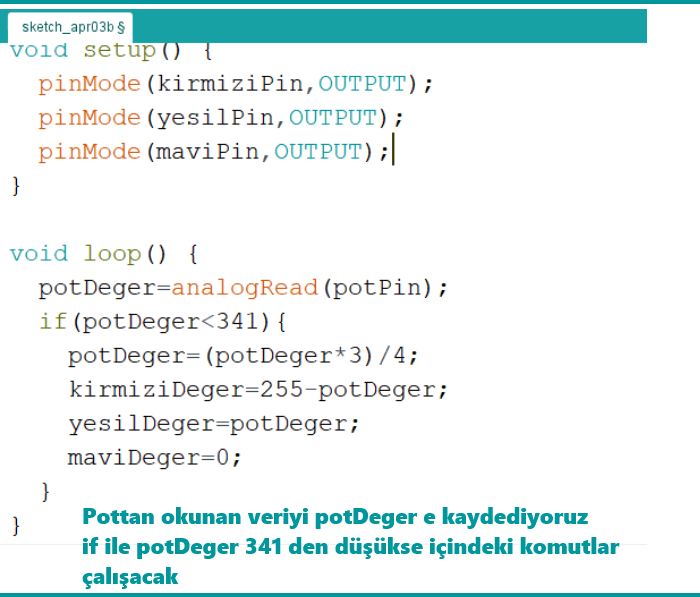 sketch_apr03b §
void setup() {
  pinMode(kirmiziPin,OUTPUT);
  pinMode(yesilPin,OUTPUT);
  pinMode(maviPin,OUTPUT);
}
void loop() {
  potDeger=analogRead(potPin);
  if(potDeger<341){
    potDeger=(potDeger*3)/4;
    kirmiziDeger=255-potDeger;
    yesilDeger=potDeger;
    maviDeger=0;
  }
}
Pottan okunan veriyi potDeger e kaydediyoruz
if ile potDeger 341 den düşükse içindeki komutlar
çalışacak